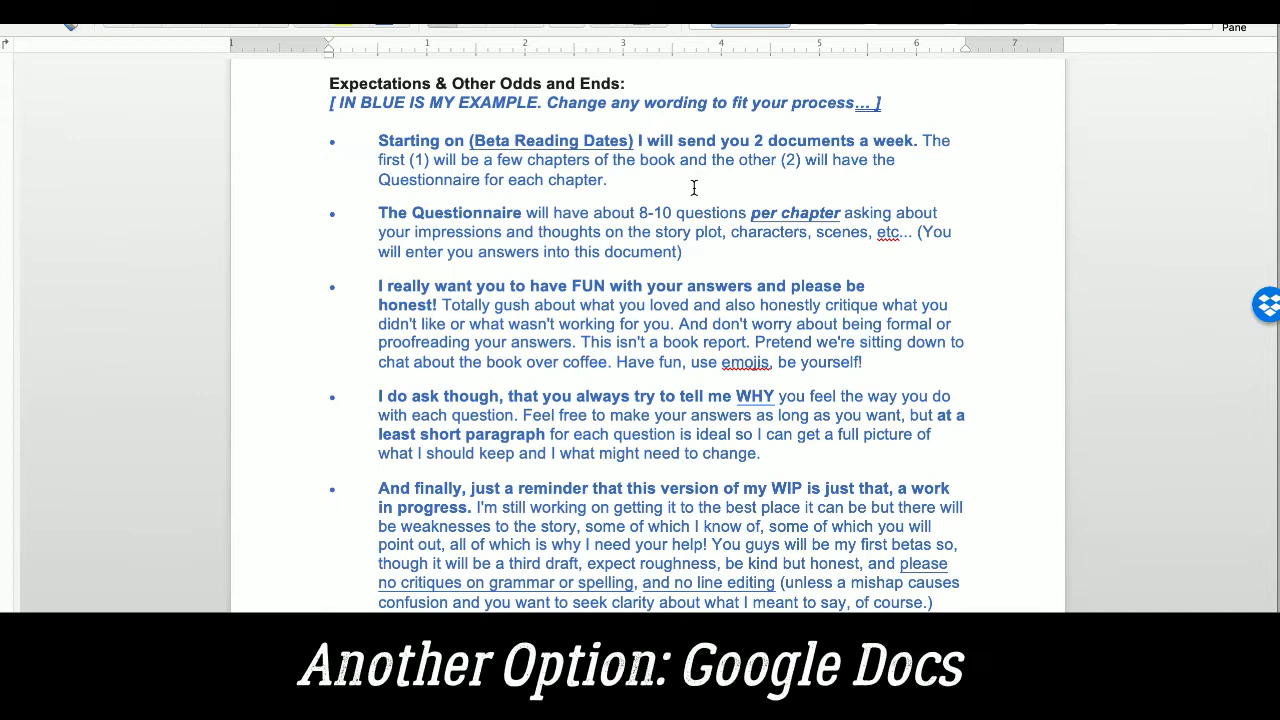 Pane
1 1 2 3 4 5 6 7
Expectations & Other Odds and Ends:
[ IN BLUE IS MY EXAMPLE. Change any wording to fit your process... ]
• Starting on (Beta Reading Dates) I will send you 2 documents a week. The
first (1) will be a few chapters of the book and the other (2) will have the
Questionnaire for each chapter.
• The Questionnaire will have about 8-10 questions per chapter asking about
your impressions and thoughts on the story plot, characters, scenes, etc... (You
will enter you answers into this document)
• I really want you to have FUN with your answers and please be
honest! Totally gush about what you loved and also honestly critique what you
didn't like or what wasn't working for you. And don't worry about being formal or
proofreading your answers. This isn't a book report. Pretend we're sitting down to
chat about the book over coffee. Have fun, use emojis, be yourself!
• I do ask though, that you always try to tell me WHY you feel the way you do
with each question. Feel free to make your answers as long as you want, but at a
least short paragraph for each question is ideal so I can get a full picture of
what I should keep and I what might need to change.
• And finally, just a reminder that this version of my WIP is just that, a work
in progress. I'm still working on getting it to the best place it can be but there will
be weaknesses to the story, some of which I know of, some of which you will
point out, all of which is why I need your help! You guys will be my first betas so,
though it will be a third draft, expect roughness, be kind but honest, and please
no critiques on grammar or spelling, and no line editing (unless a mishap causes
confusion and you want to seek clarity about what I meant to say, of course.)
Another Option: Google Docs